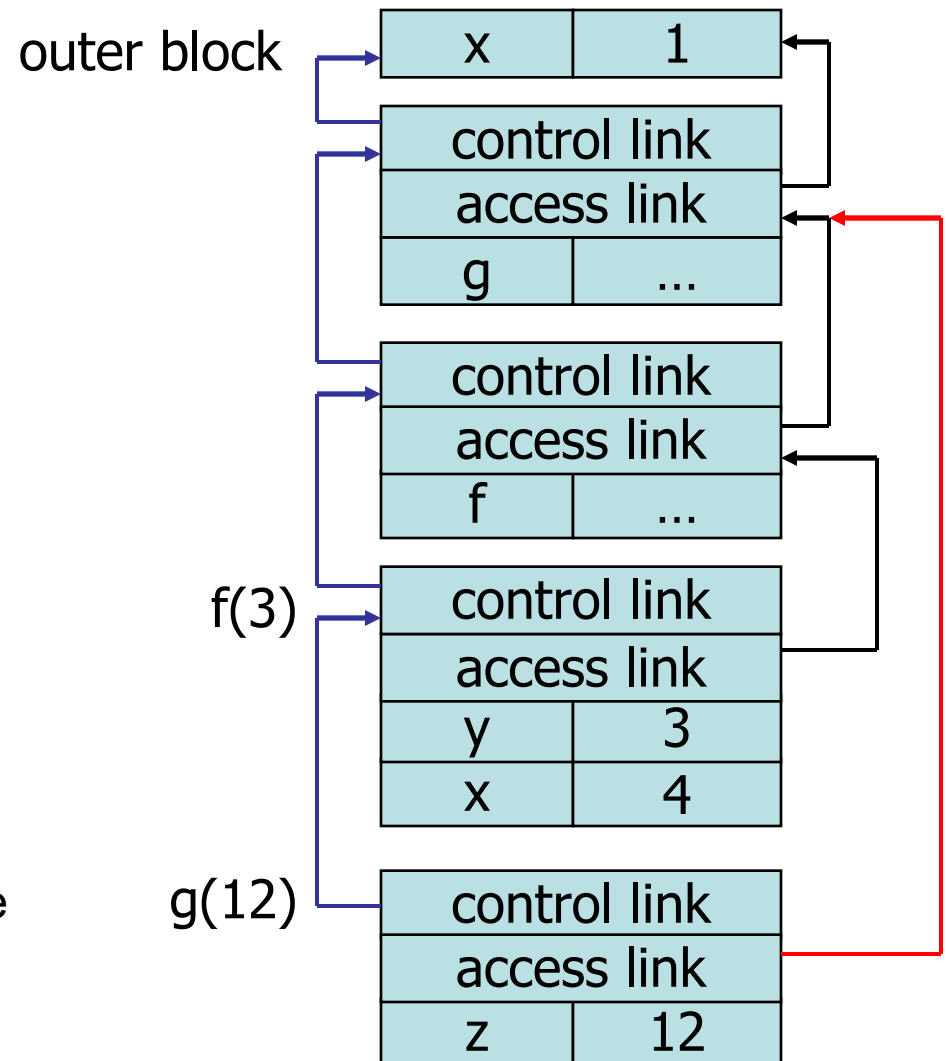 outer block
x 1
control link
access link
g ...
control link
access link
f ...
f(3)
control link
access link
y 3
x 4
e
g(12)
control link
access link
z 12